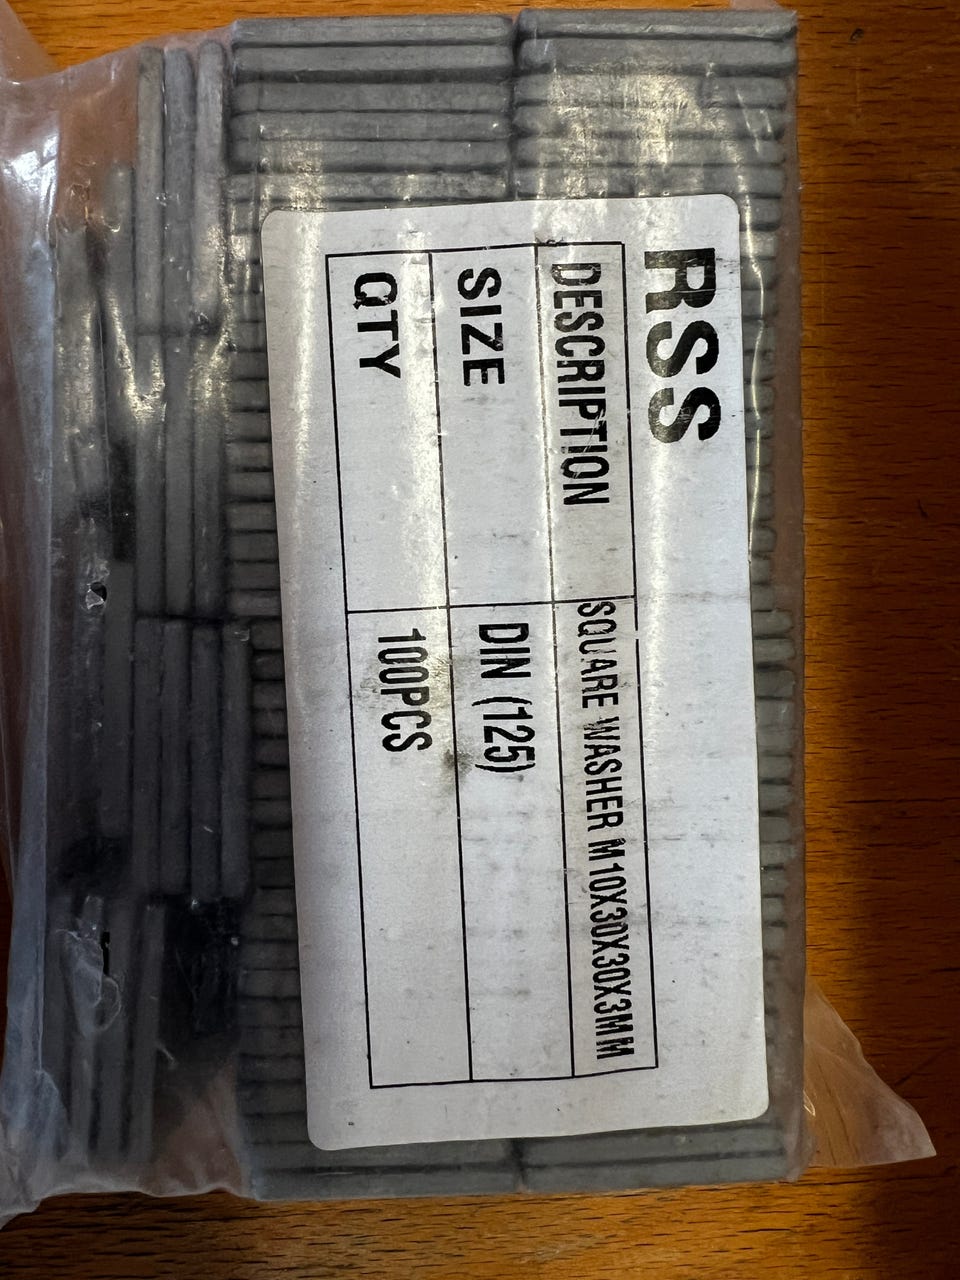 RSS
DESCRIPTION SQUARE WASHER M10X30X30X3MM
SIZE DIN (125)
QTY 100PCS